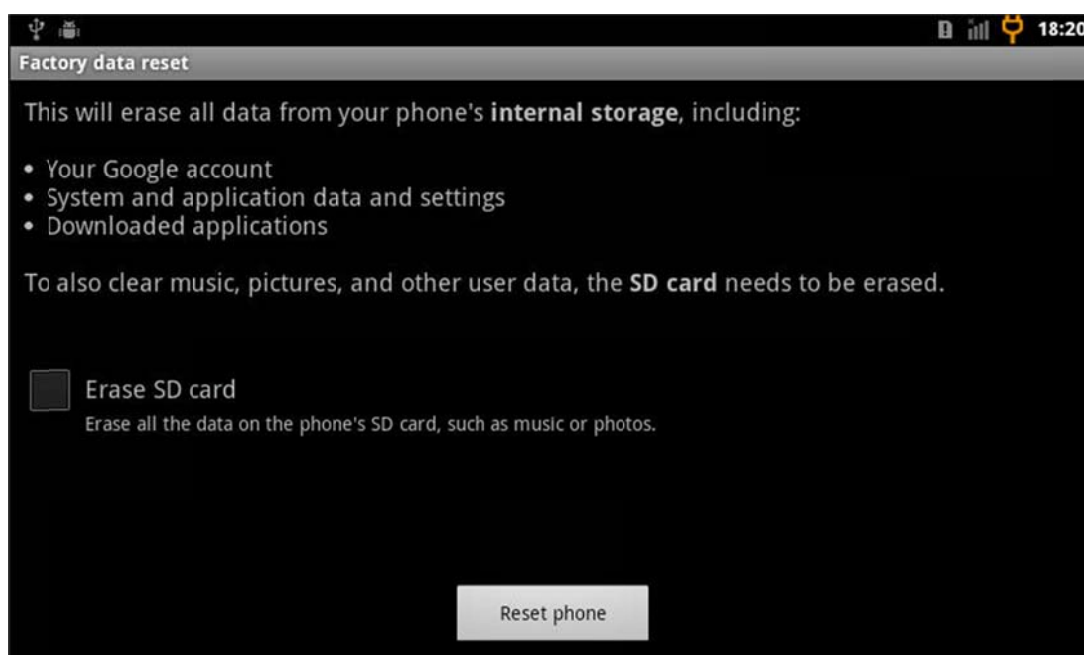 18:20
Factory data reset
This will erase all data from your phone's internal storage, including:
• Your Google account
• System and application data and settings
• Downloaded applications
To also clear music, pictures, and other user data, the SD card needs to be erased.
Erase SD card
Erase all the data on the phone's SD card, such as music or photos.
Reset phone